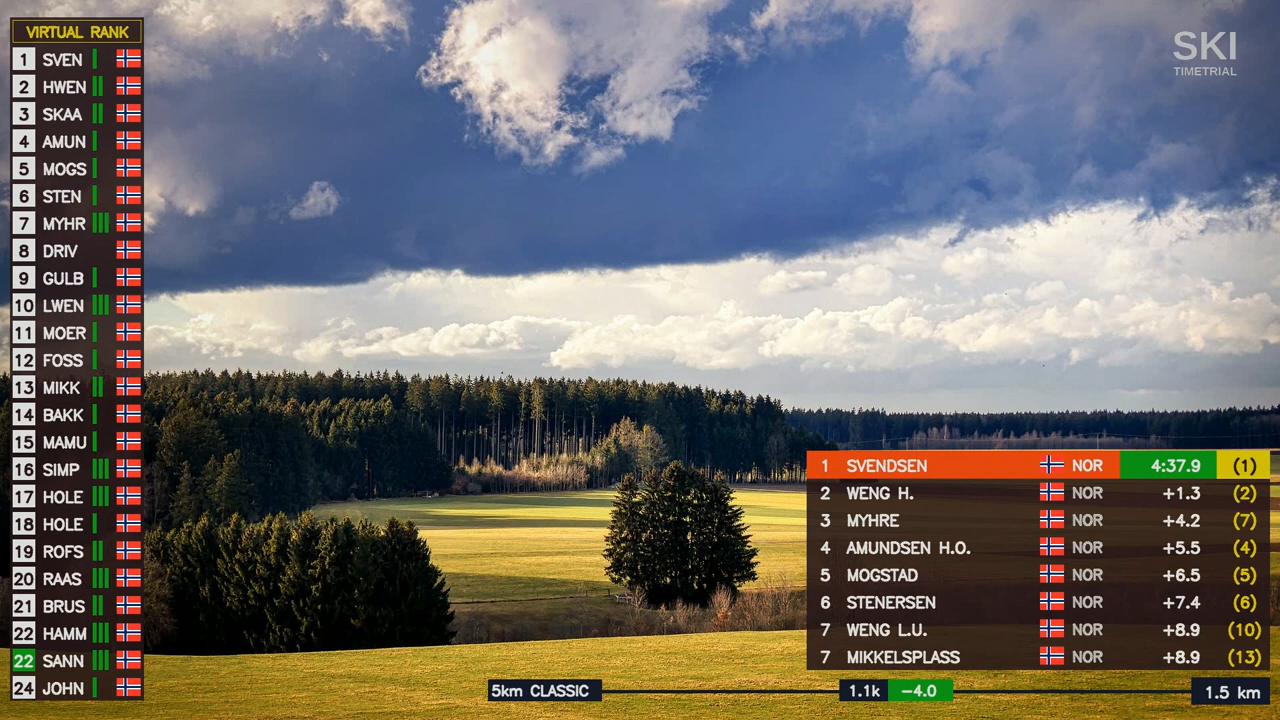 VIRTUAL RANK
1 SVEN
2 HWEN
3 SKAA
4 AMUN
5 MOGS
6 STEN
7 MYHR
8 DRIV
9 GULB
10 LWEN
11 MOER
12 FOSS
13 MIKK
14 BAKK
15 MAMU
16 SIMP
17 HOLE
18 HOLE
19 ROFS
20 RAAS
21 BRUS
22 HAMM
22 SANN
24 JOHN
SKI
TIMETRIAL
1 SVENDSEN NOR 4:37.9 (1)
2 WENG H. NOR +1.3 (2)
3 MYHRE NOR +4.2 (7)
4 AMUNDSEN H.O. NOR +5.5 (4)
5 MOGSTAD NOR +6.5 (5)
6 STENERSEN NOR +7.4 (6)
7 WENG L.U. NOR +8.9 (10)
7 MIKKELSPLASS NOR +8.9 (13)
5km CLASSIC 1.1k −4.0 1.5 km